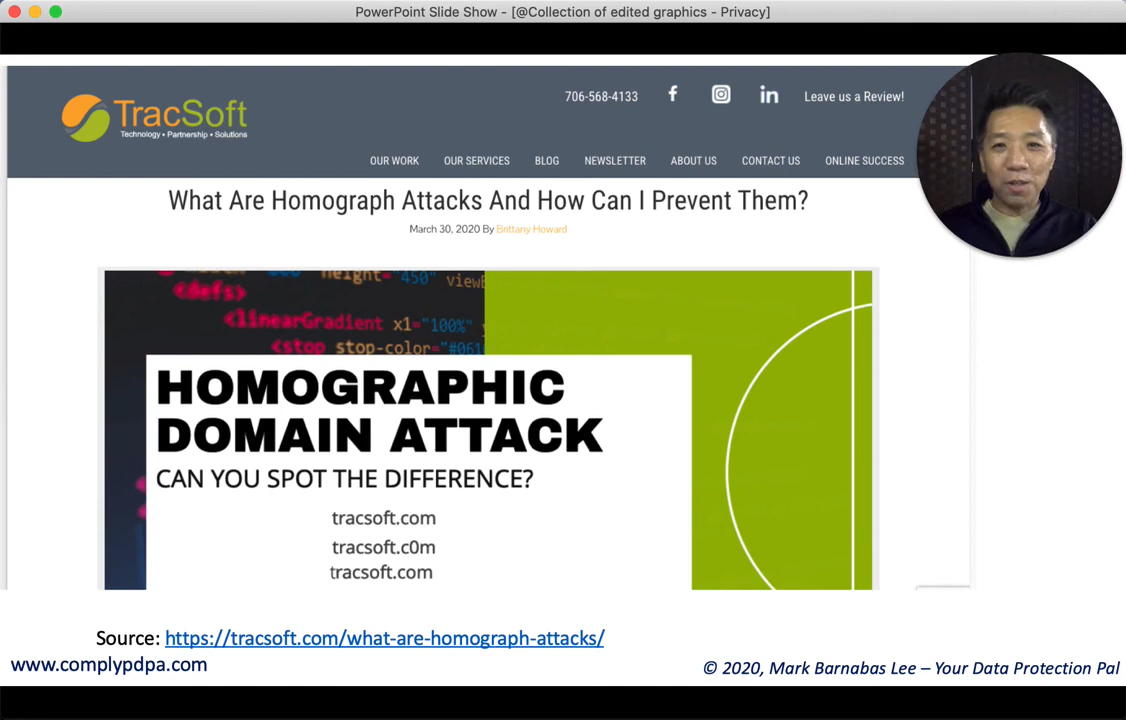 PowerPoint Slide Show - [@Collection of edited graphics - Privacy]
TracSoft
Technology • Partnership • Solutions
706-568-4133
Leave us a Review!
OUR WORK OUR SERVICES BLOG NEWSLETTER ABOUT US CONTACT US ONLINE SUCCESS
What Are Homograph Attacks And How Can I Prevent Them?
March 30, 2020 By Brittany Howard
height="450" viewB
<defs>
<linearGradient x1="100%"
<stop stop-color="#061
HOMOGRAPHIC
DOMAIN ATTACK
CAN YOU SPOT THE DIFFERENCE?
tracsoft.com
tracsoft.c0m
tracsoft.com
Source: https://tracsoft.com/what-are-homograph-attacks/
www.complypdpa.com
© 2020, Mark Barnabas Lee – Your Data Protection Pal